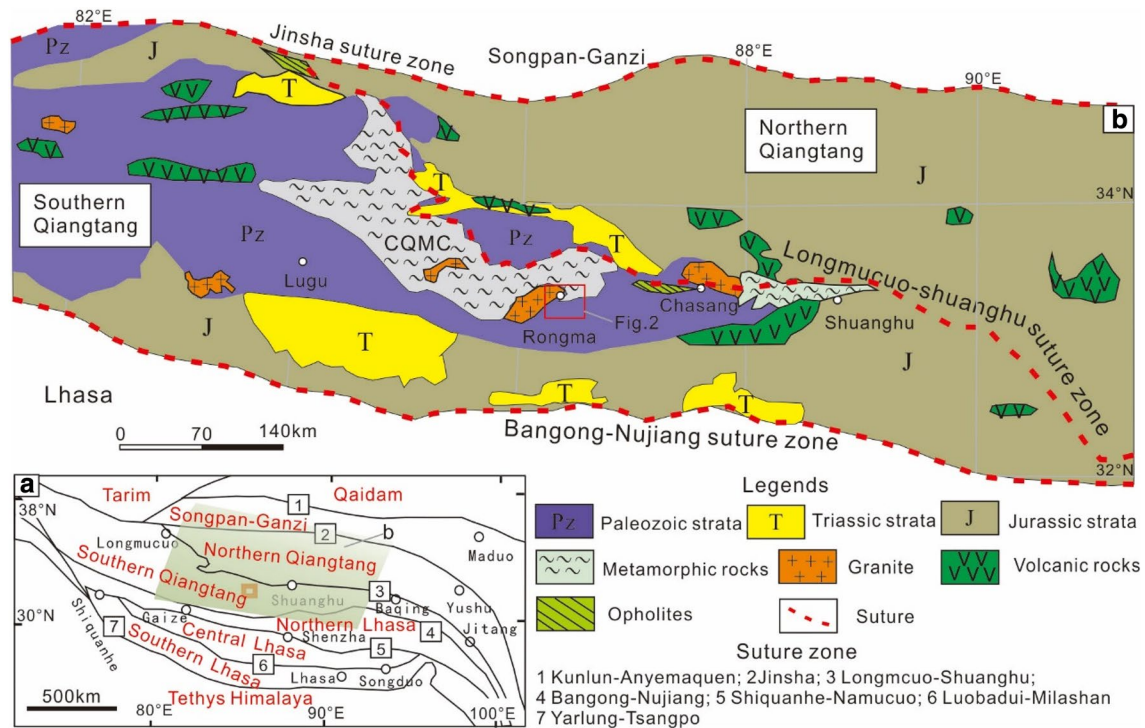 82°E
Pz
J
Jinsha suture zone
Songpan-Ganzi
88°E
90°E
b
T
Northern
Qiangtang
J
34°N
Southern
Qiangtang
T
Pz
Pz
T
CQMC
Lugu
Longmucuo-shuanghu suture zone
Chasang
Shuanghu
Fig.2
Rongma
J
T
J
T
T
Lhasa
Bangong-Nujiang suture zone
0 70 140km
32°N
a
Tarim
Qaidam
38°N
1
Songpan-Ganzi
2
b
Longmucuo
Northern Qiangtang
Maduo
Southern Qiangtang
Shuanghu
3
Baqing
Yushu
30°N
Shiquanhe
Gaize
Northern Lhasa
4
Jitang
7
Central Lhasa
Shenzha
5
Southern Lhasa
6
Lhasa
Songduo
500km
Tethys Himalaya
80°E
90°E
100°E
Legends
Pz Paleozoic strata
T Triassic strata
J Jurassic strata
Metamorphic rocks
Granite
Volcanic rocks
Opholites
Suture
Suture zone
1 Kunlun-Anyemaquen; 2Jinsha; 3 Longmcuo-Shuanghu;
4 Bangong-Nujiang; 5 Shiquanhe-Namucuo; 6 Luobadui-Milashan
7 Yarlung-Tsangpo